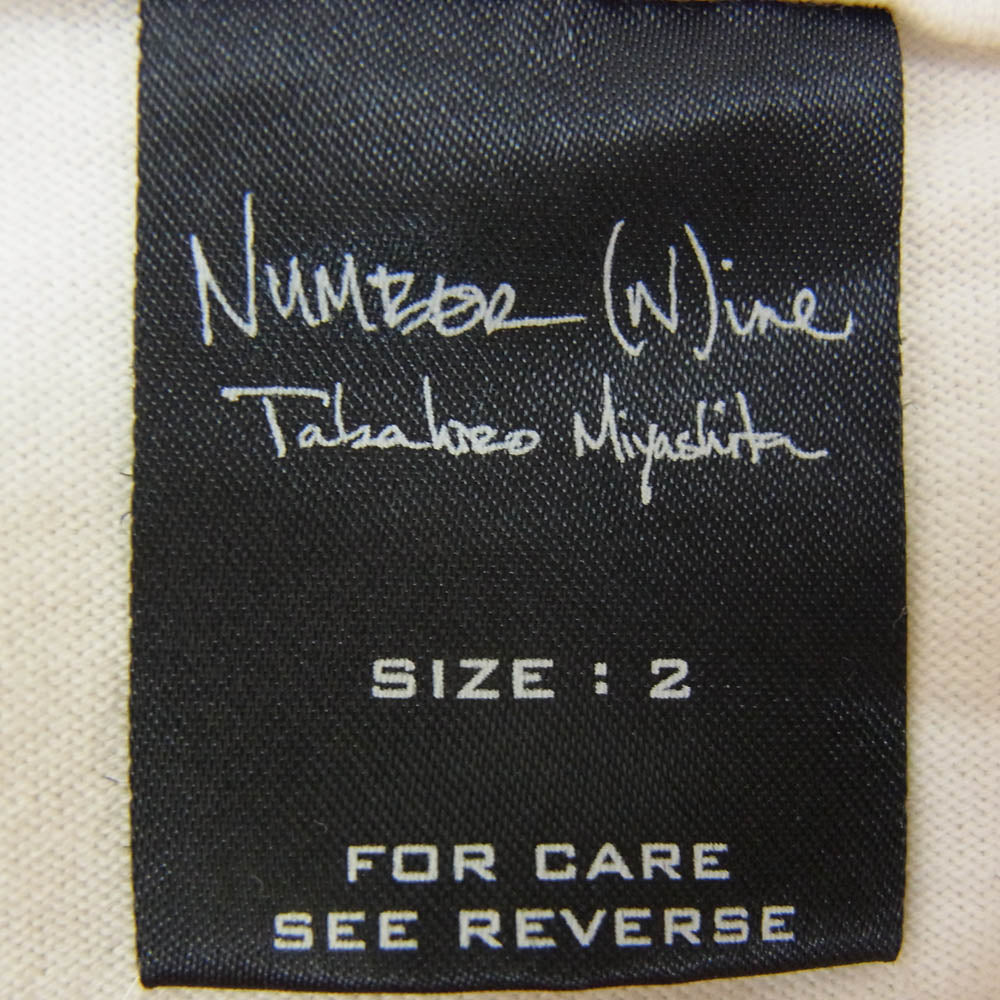 NUMBER (N)ine
Takahiro Miyashita
SIZE : 2
FOR CARE
SEE REVERSE